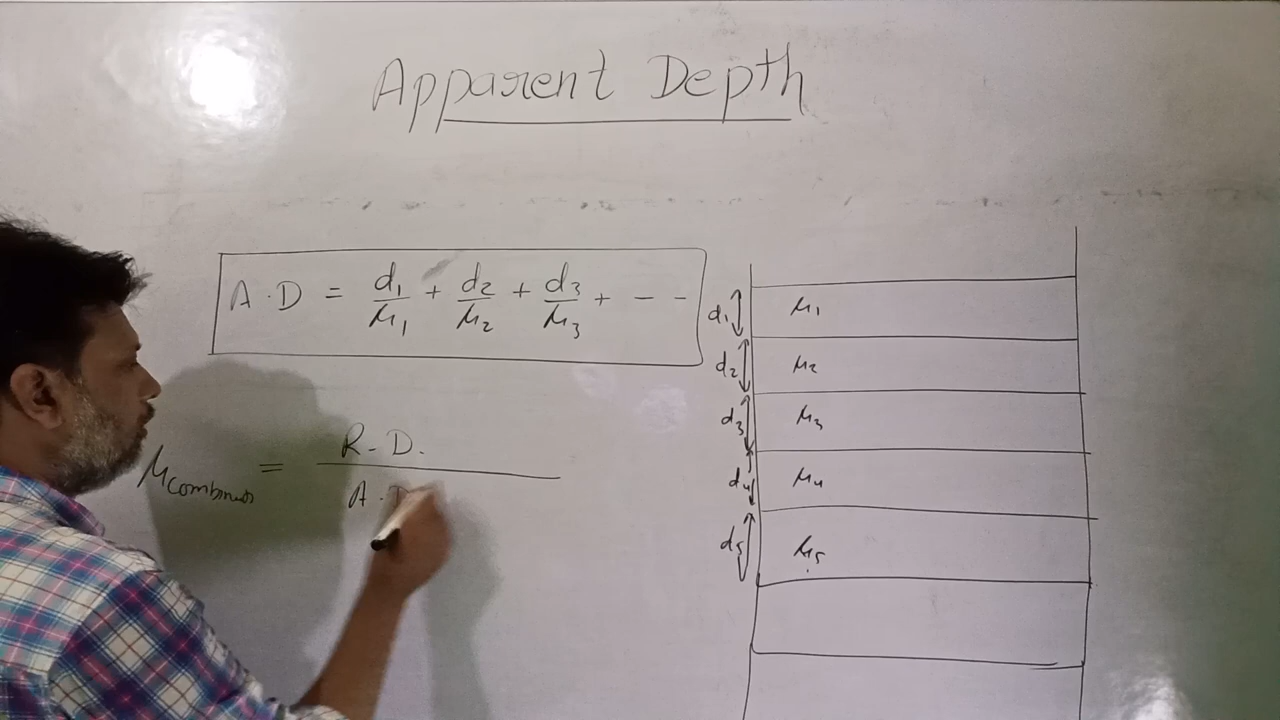 Apparent Depth
A.D = d1/μ1 + d2/μ2 + d3/μ3 + - -
μcombined = R.D. / A.D
d1 μ1
d2 μ2
d3 μ3
d4 μ4
d5 μ5